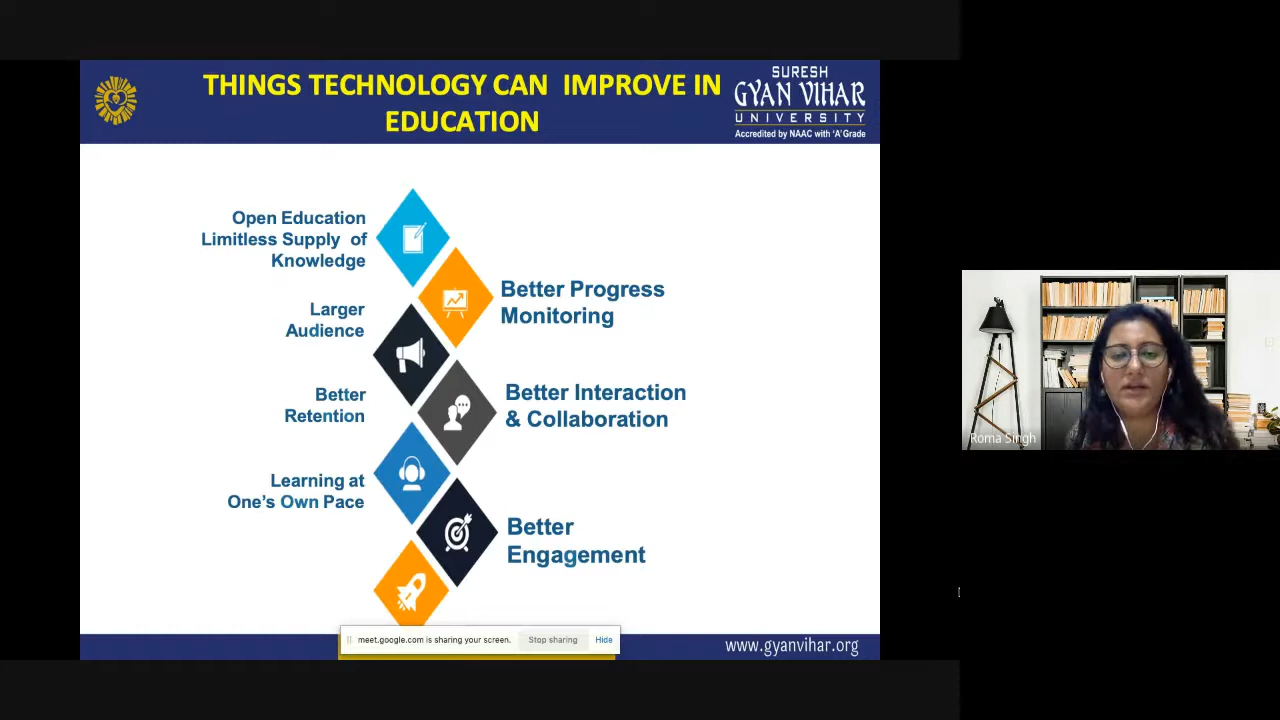 THINGS TECHNOLOGY CAN IMPROVE IN
EDUCATION
SURESH
GYAN VIHAR
UNIVERSITY
Accredited by NAAC with 'A' Grade
Open Education
Limitless Supply of
Knowledge
Better Progress
Monitoring
Larger
Audience
Better Interaction
& Collaboration
Better
Retention
Learning at
One's Own Pace
Better
Engagement
meet.google.com is sharing your screen.
Stop sharing
Hide
www.gyanvihar.org
Roma Singh